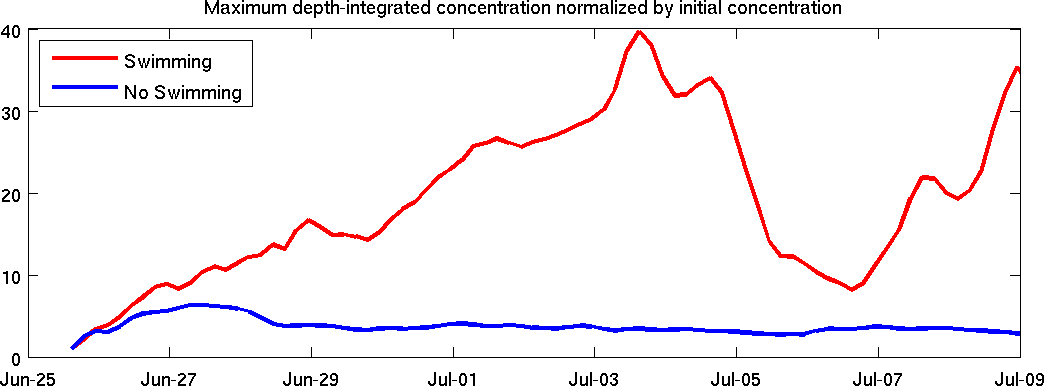 Maximum depth-integrated concentration normalized by initial concentration
40
Swimming
No Swimming
30
20
10
0
Jun-25 Jun-27 Jun-29 Jul-01 Jul-03 Jul-05 Jul-07 Jul-09